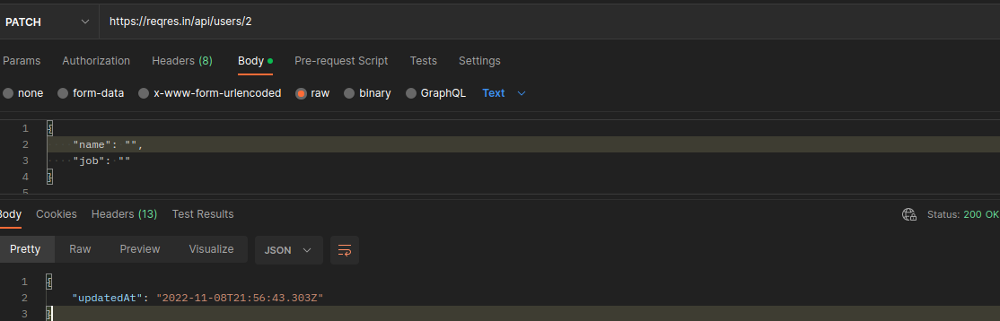 PATCH https://reqres.in/api/users/2
Params Authorization Headers (8) Body Pre-request Script Tests Settings
none form-data x-www-form-urlencoded raw binary GraphQL Text
1 {
2 "name": "",
3 "job": ""
4 }
5
Body Cookies Headers (13) Test Results Status: 200 OK
Pretty Raw Preview Visualize JSON
1 {
2 "updatedAt": "2022-11-08T21:56:43.303Z"
3 }